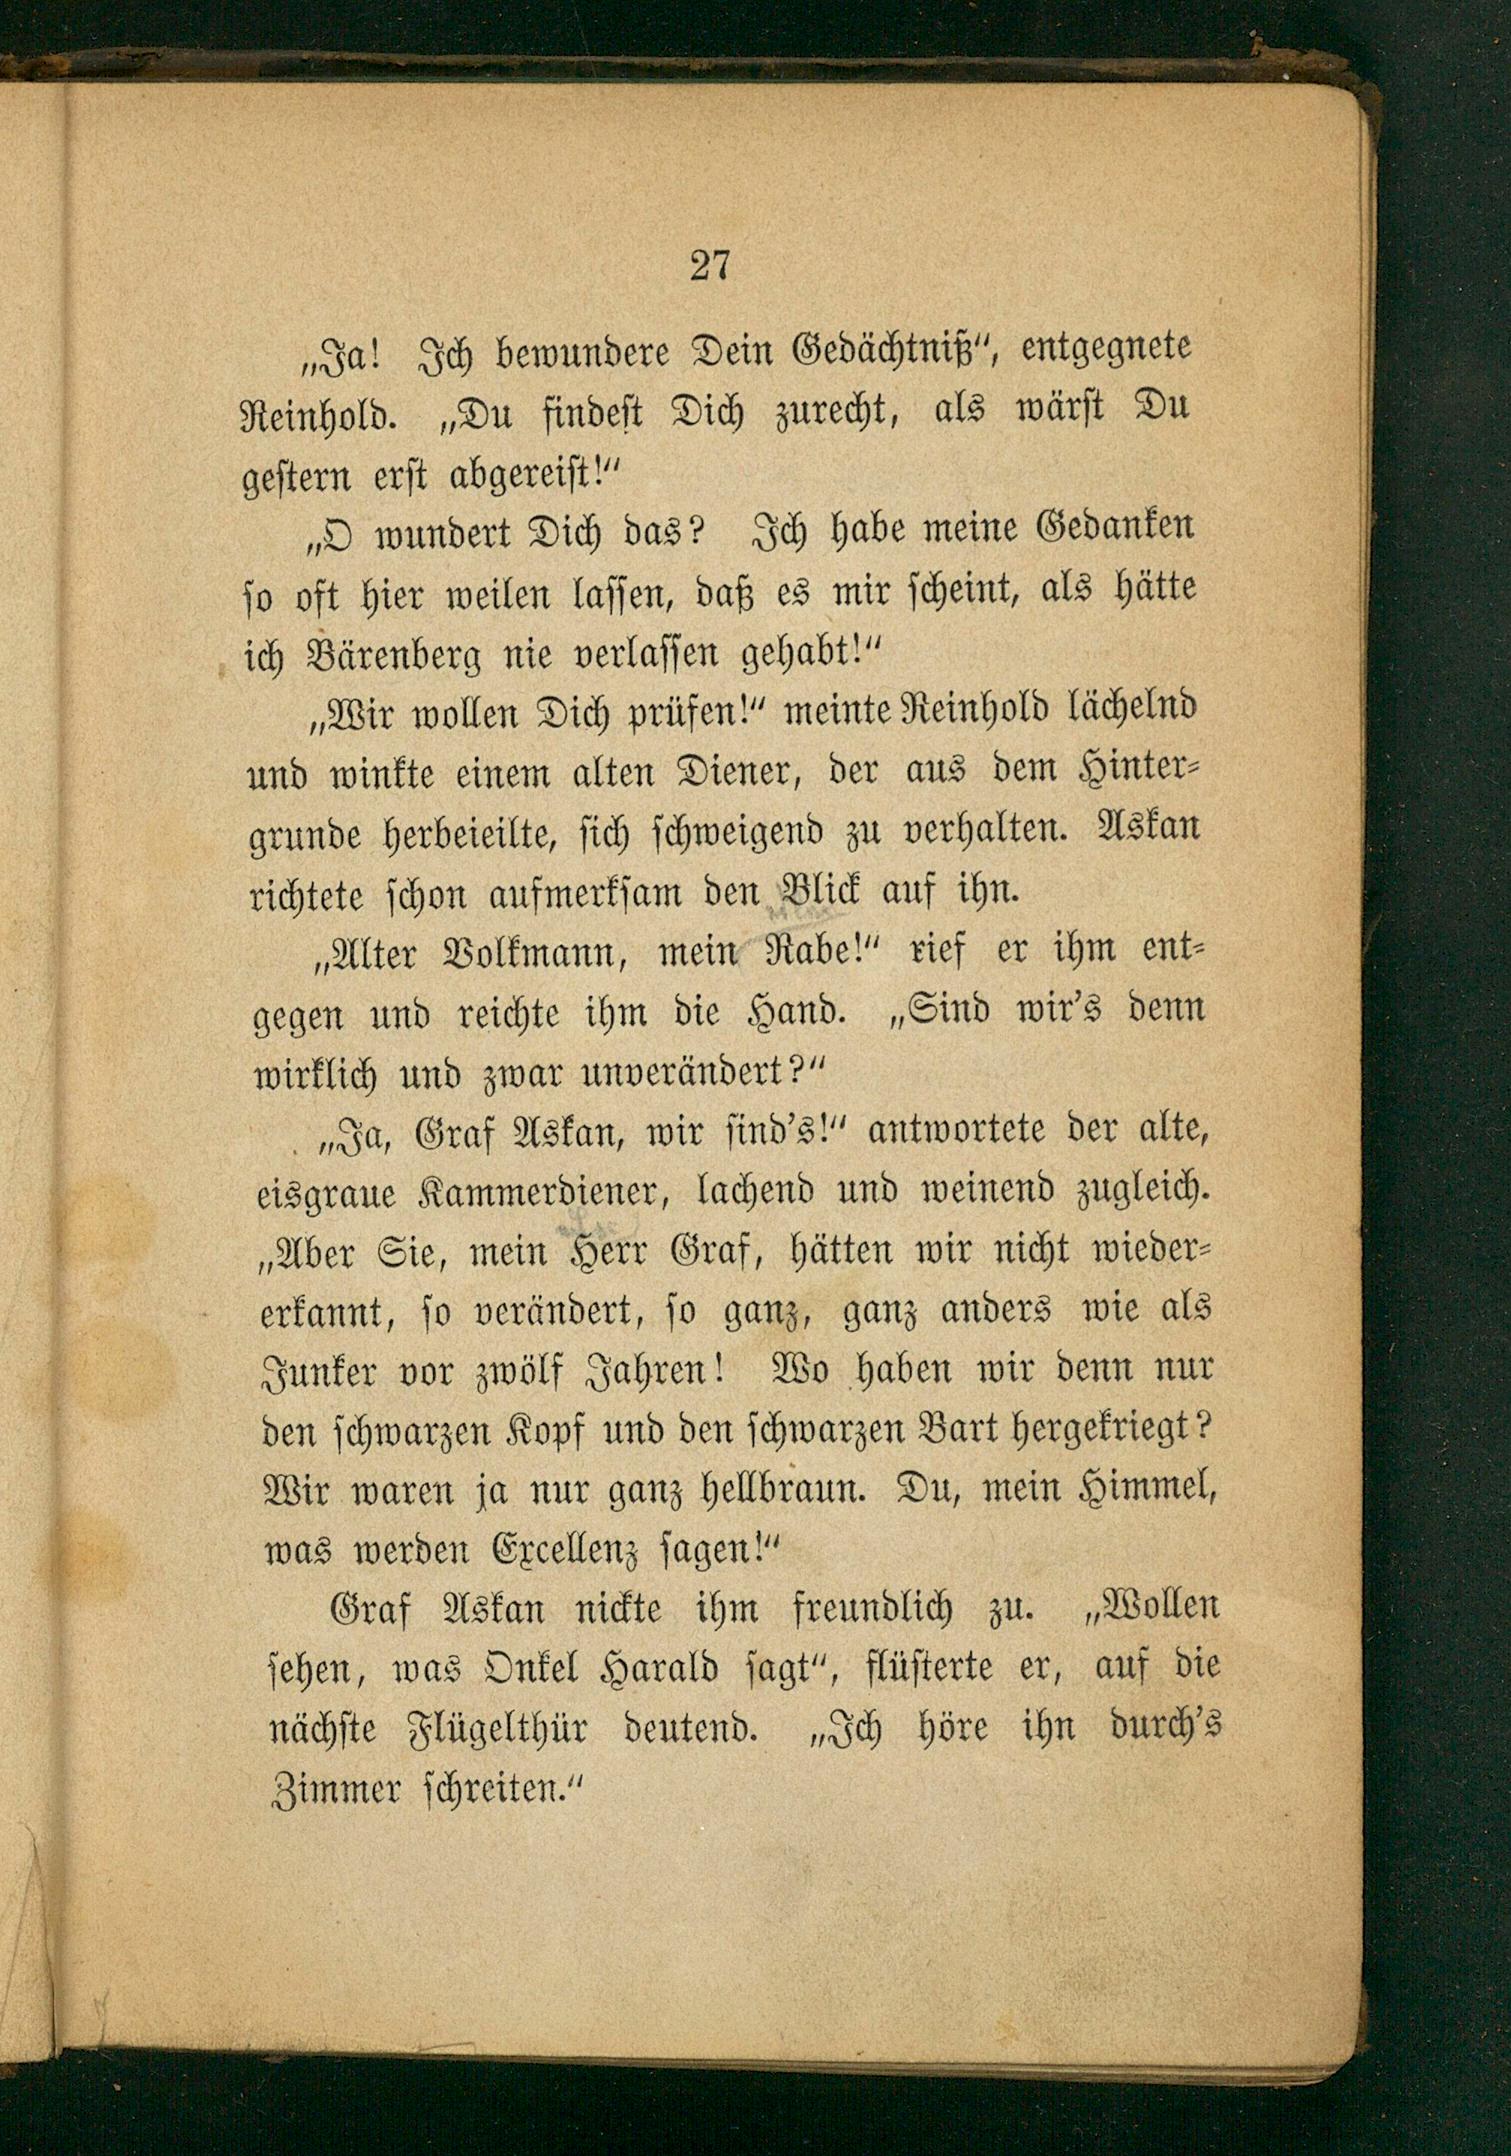 27
„Ja! Ich bewundere Dein Gedächtniß“, entgegnete
Reinhold. „Du findest Dich zurecht, als wärst Du
gestern erst abgereist!“
„O wundert Dich das? Ich habe meine Gedanken
so oft hier weilen lassen, daß es mir scheint, als hätte
ich Bärenberg nie verlassen gehabt!“
„Wir wollen Dich prüfen!“ meinte Reinhold lächelnd
und winkte einem alten Diener, der aus dem Hinter-
grunde herbeieilte, sich schweigend zu verhalten. Askan
richtete schon aufmerksam den Blick auf ihn.
„Alter Volkmann, mein Rabe!“ rief er ihm ent-
gegen und reichte ihm die Hand. „Sind wir's denn
wirklich und zwar unverändert?“
„Ja, Graf Askan, wir sind's!“ antwortete der alte,
eisgraue Kammerdiener, lachend und weinend zugleich.
„Aber Sie, mein Herr Graf, hätten wir nicht wieder-
erkannt, so verändert, so ganz, ganz anders wie als
Junker vor zwölf Jahren! Wo haben wir denn nur
den schwarzen Kopf und den schwarzen Bart hergekriegt?
Wir waren ja nur ganz hellbraun. Du, mein Himmel,
was werden Excellenz sagen!“
Graf Askan nickte ihm freundlich zu. „Wollen
sehen, was Onkel Harald sagt“, flüsterte er, auf die
nächste Flügelthür deutend. „Ich höre ihn durch's
Zimmer schreiten.“